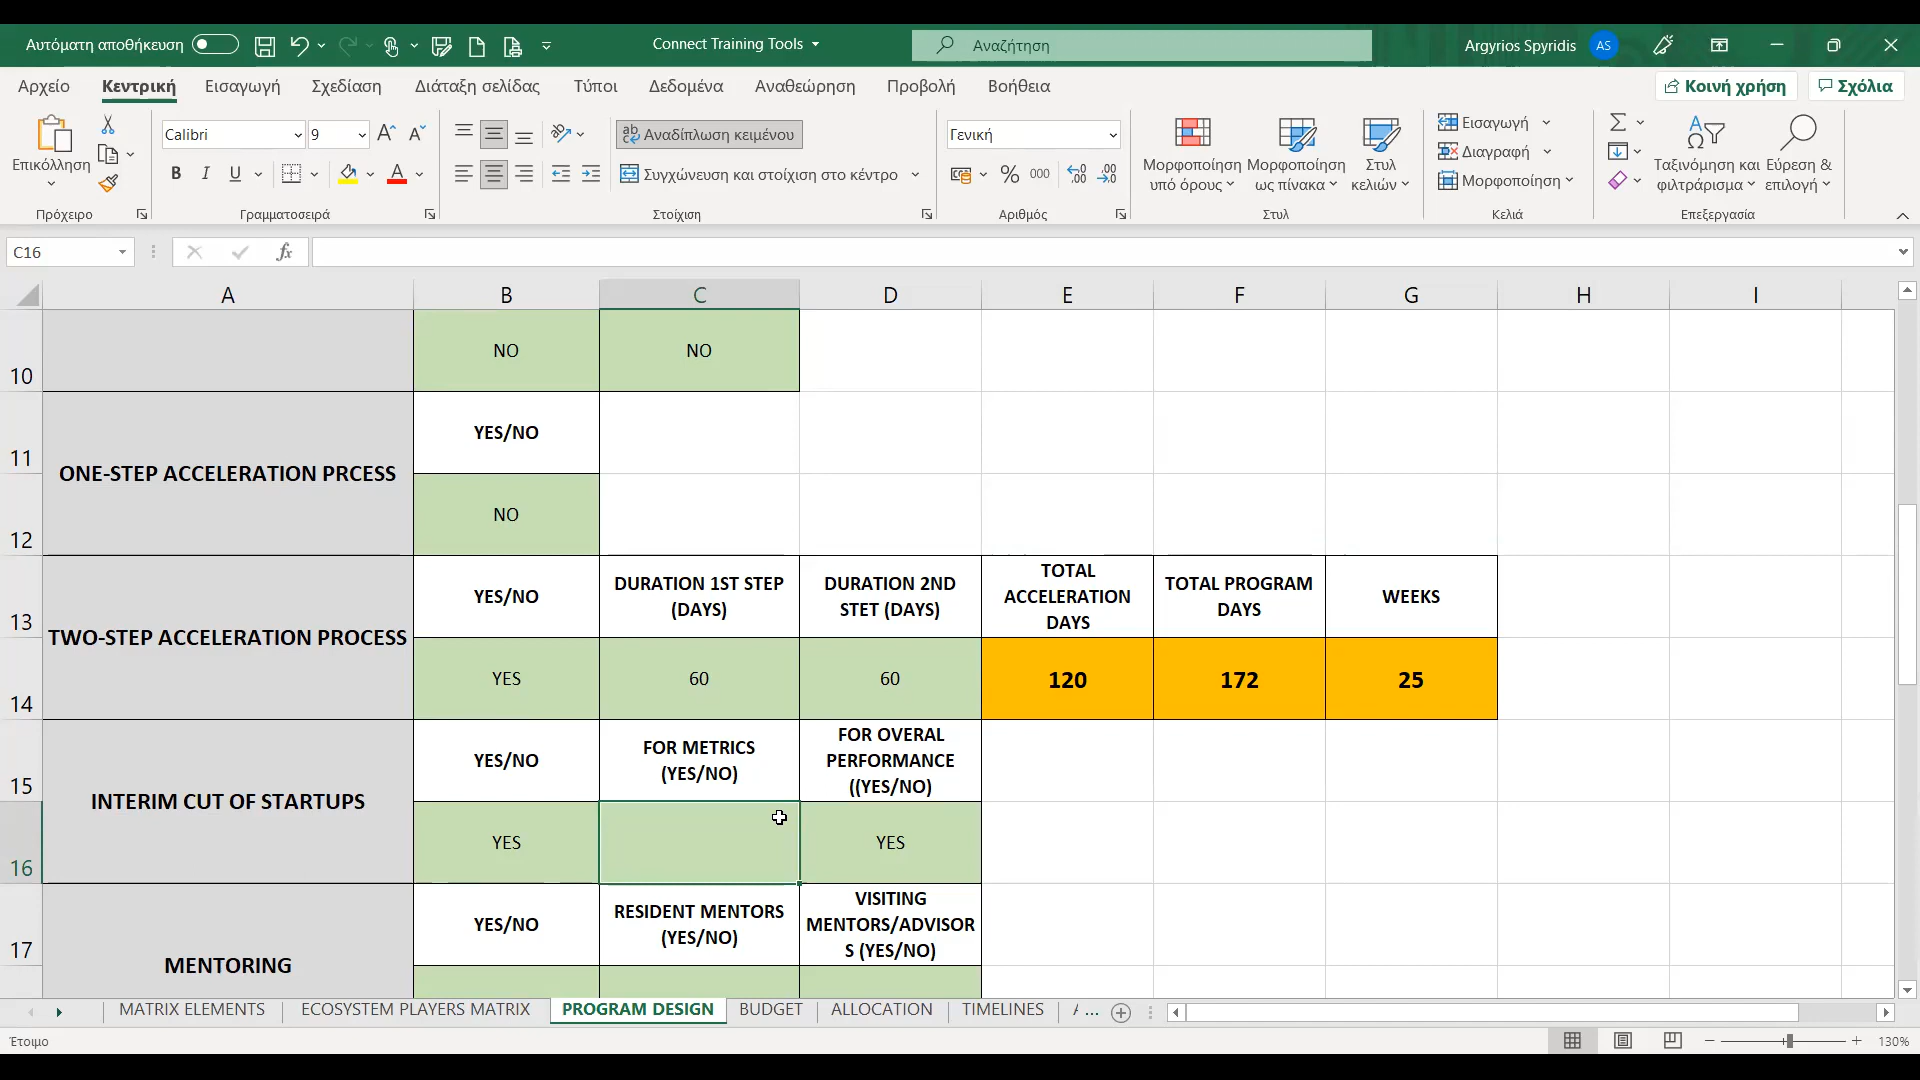 Αυτόματη αποθήκευση
Connect Training Tools
Αναζήτηση
Argyrios Spyridis
AS
Αρχείο
Κεντρική
Εισαγωγή
Σχεδίαση
Διάταξη σελίδας
Τύποι
Δεδομένα
Αναθεώρηση
Προβολή
Βοήθεια
Κοινή χρήση
Σχόλια
Επικόλληση
Πρόχειρο
Calibri
9
B I U
Γραμματοσειρά
Αναδίπλωση κειμένου
Συγχώνευση και στοίχιση στο κέντρο
Στοίχιση
Γενική
% 000
Αριθμός
Μορφοποίηση
υπό όρους
Μορφοποίηση
ως πίνακα
Στυλ
κελιών
Στυλ
Εισαγωγή
Διαγραφή
Μορφοποίηση
Κελιά
Ταξινόμηση και
φιλτράρισμα
Εύρεση &
επιλογή
Επεξεργασία
C16
fx
A B C D E F G H I
10
NO
NO
11
YES/NO
ONE-STEP ACCELERATION PRCESS
12
NO
13
YES/NO
DURATION 1ST STEP
(DAYS)
DURATION 2ND
STET (DAYS)
TOTAL
ACCELERATION
DAYS
TOTAL PROGRAM
DAYS
WEEKS
TWO-STEP ACCELERATION PROCESS
14
YES
60
60
120
172
25
15
YES/NO
FOR METRICS
(YES/NO)
FOR OVERAL
PERFORMANCE
((YES/NO)
INTERIM CUT OF STARTUPS
16
YES
YES
17
YES/NO
RESIDENT MENTORS
(YES/NO)
VISITING
MENTORS/ADVISOR
S (YES/NO)
MENTORING
MATRIX ELEMENTS
ECOSYSTEM PLAYERS MATRIX
PROGRAM DESIGN
BUDGET
ALLOCATION
TIMELINES
...
Έτοιμο
130%